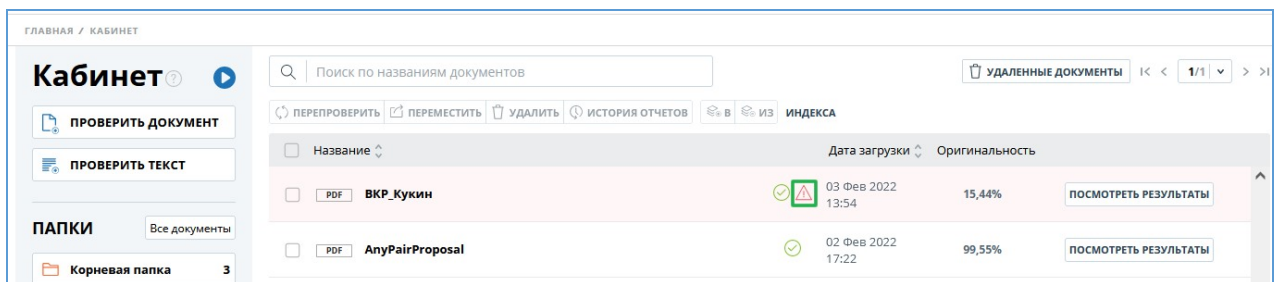 ГЛАВНАЯ / КАБИНЕТ
Кабинет
ПРОВЕРИТЬ ДОКУМЕНТ
ПРОВЕРИТЬ ТЕКСТ
ПАПКИ Все документы
Корневая папка 3
Поиск по названиям документов
УДАЛЕННЫЕ ДОКУМЕНТЫ 1/1
ПЕРЕПРОВЕРИТЬ ПЕРЕМЕСТИТЬ УДАЛИТЬ ИСТОРИЯ ОТЧЕТОВ В ИЗ ИНДЕКСА
Название Дата загрузки Оригинальность
PDF ВКР_Кукин 03 Фев 2022 13:54 15,44% ПОСМОТРЕТЬ РЕЗУЛЬТАТЫ
PDF AnyPairProposal 02 Фев 2022 17:22 99,55% ПОСМОТРЕТЬ РЕЗУЛЬТАТЫ